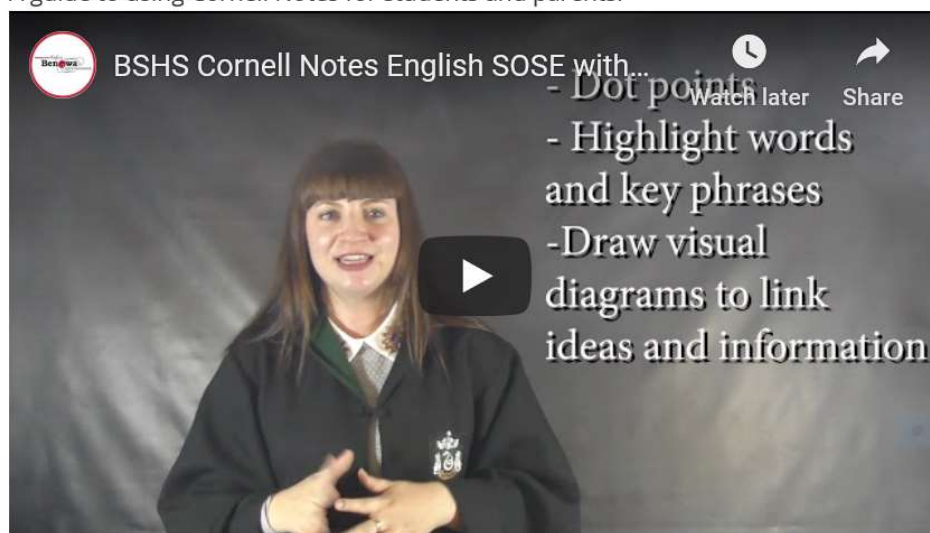 A guide to using Cornell Notes for students and parents.
Benowa
BSHS Cornell Notes English SOSE with...
Watch later
Share
- Dot points
- Highlight words
and key phrases
-Draw visual
diagrams to link
ideas and information